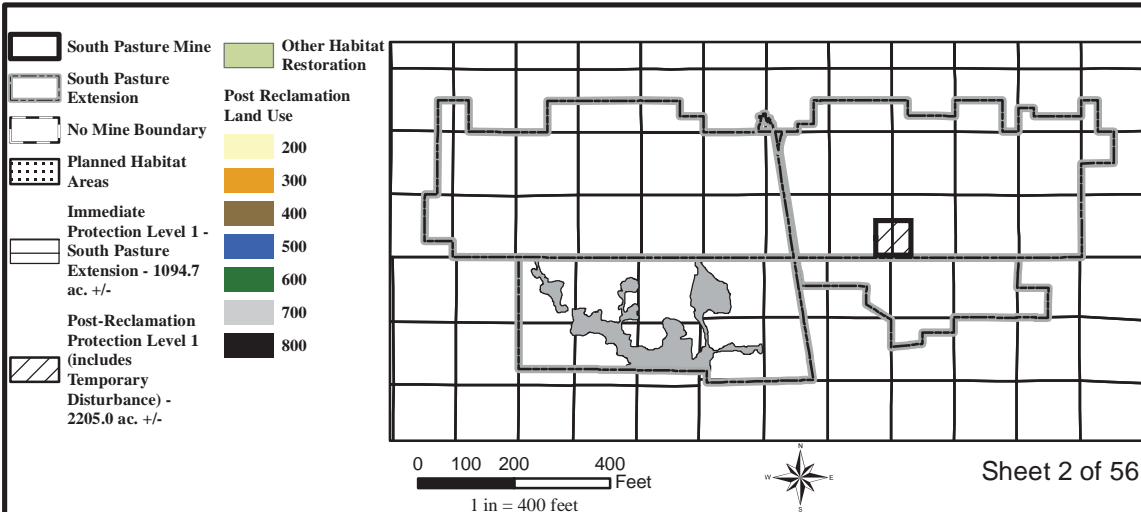 South Pasture Mine
South Pasture
Extension
No Mine Boundary
Planned Habitat
Areas
Immediate
Protection Level 1 -
South Pasture
Extension - 1094.7
ac. +/-
Post-Reclamation
Protection Level 1
(includes
Temporary
Disturbance) -
2205.0 ac. +/-
Other Habitat
Restoration
Post Reclamation
Land Use
200
300
400
500
600
700
800
0 100 200 400
Feet
1 in = 400 feet
N
W E
S
Sheet 2 of 56